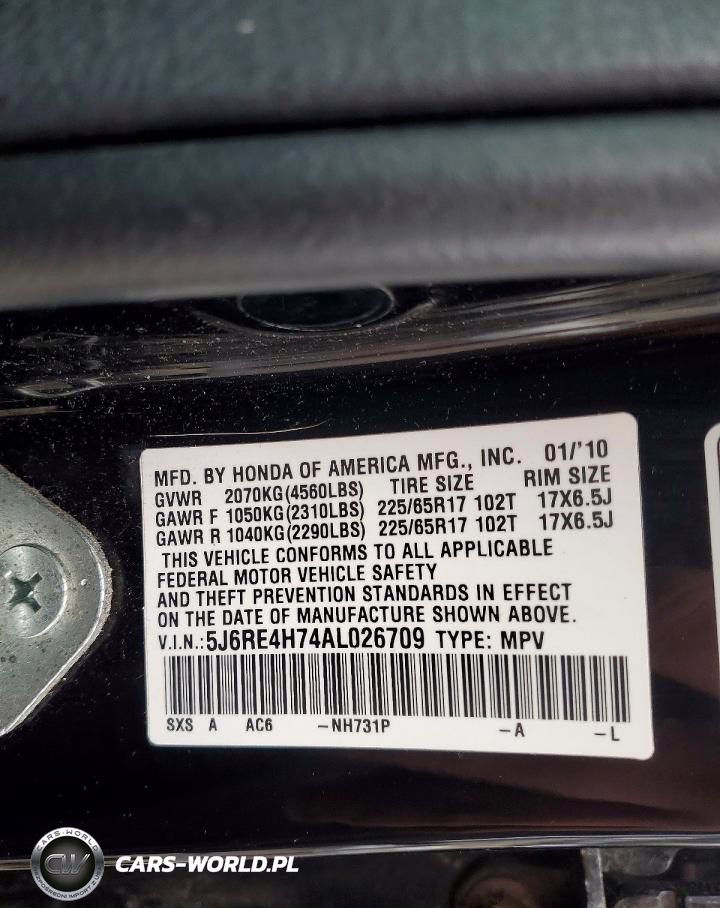 MFD. BY HONDA OF AMERICA MFG., INC. 01/'10
GVWR 2070KG(4560LBS) TIRE SIZE RIM SIZE
GAWR F 1050KG(2310LBS) 225/65R17 102T 17X6.5J
GAWR R 1040KG(2290LBS) 225/65R17 102T 17X6.5J
THIS VEHICLE CONFORMS TO ALL APPLICABLE
FEDERAL MOTOR VEHICLE SAFETY
AND THEFT PREVENTION STANDARDS IN EFFECT
ON THE DATE OF MANUFACTURE SHOWN ABOVE.
V.I.N.:5J6RE4H74AL026709 TYPE: MPV
SXS A AC6 -NH731P -A -L
CARS-WORLD
CW
CARS-WORLD.PL